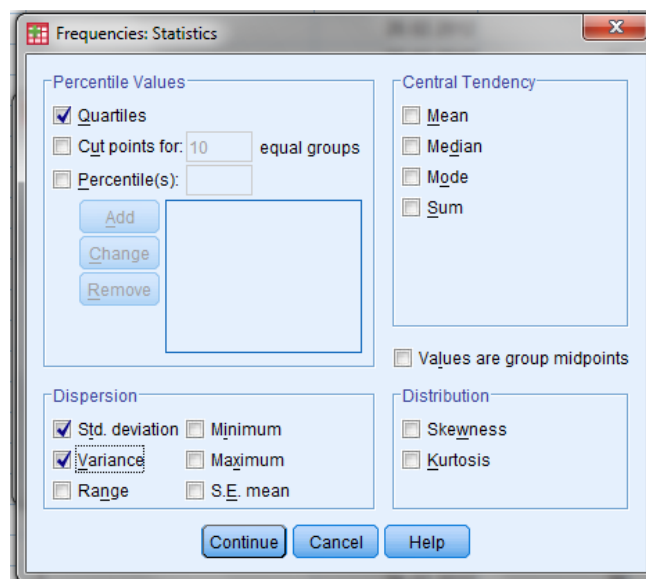 Frequencies: Statistics
Percentile Values
Quartiles
Cut points for: 10 equal groups
Percentile(s):
Add
Change
Remove
Central Tendency
Mean
Median
Mode
Sum
Values are group midpoints
Dispersion
Std. deviation Minimum
Variance Maximum
Range S.E. mean
Distribution
Skewness
Kurtosis
Continue Cancel Help